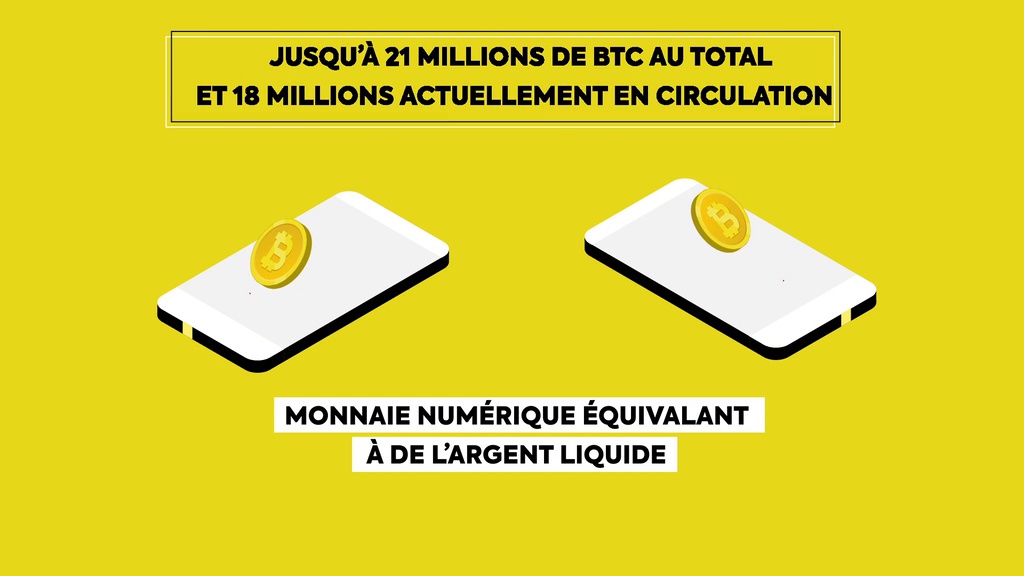 JUSQU'À 21 MILLIONS DE BTC AU TOTAL
ET 18 MILLIONS ACTUELLEMENT EN CIRCULATION
MONNAIE NUMÉRIQUE ÉQUIVALANT
À DE L'ARGENT LIQUIDE